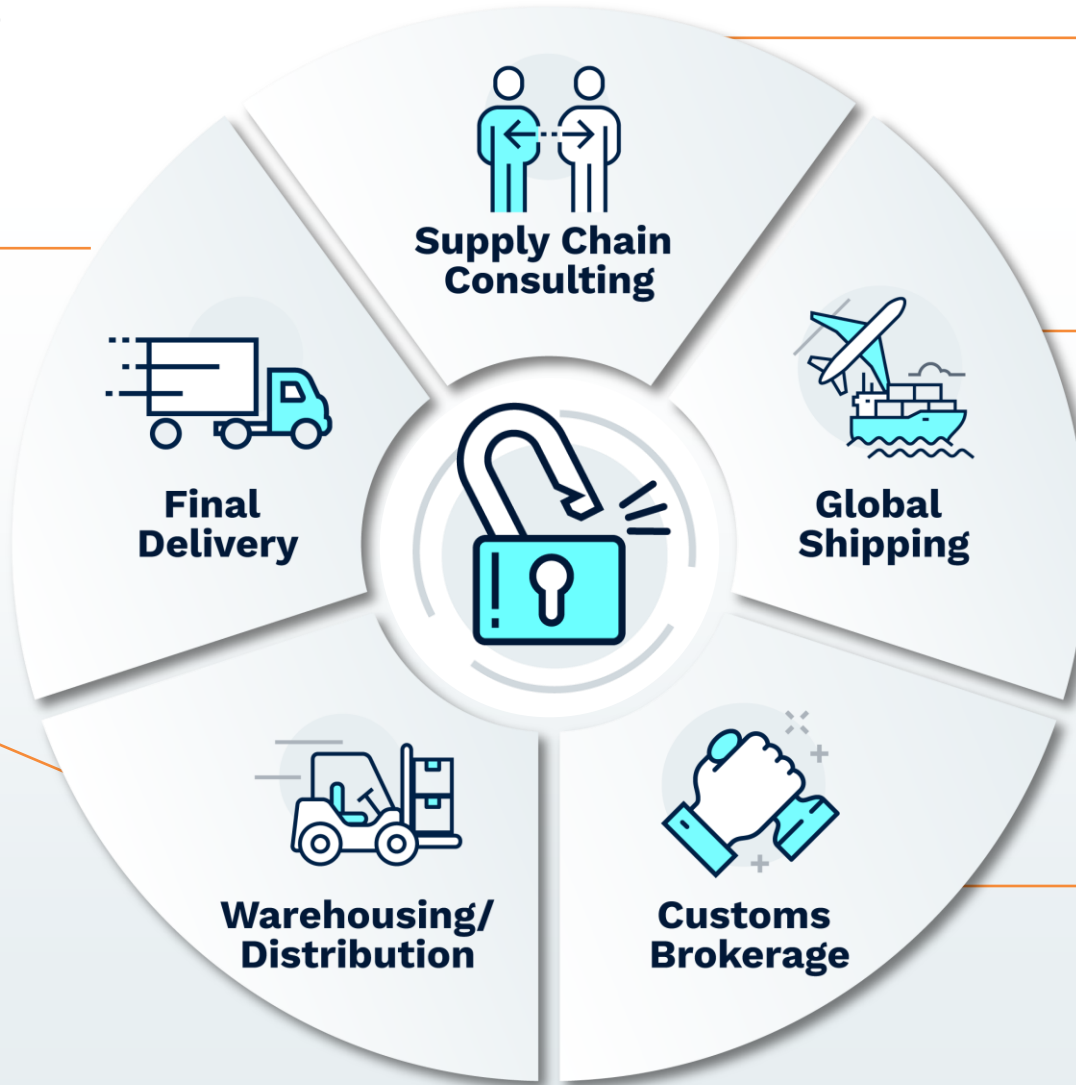 Supply Chain
Consulting
Global
Shipping
Customs
Brokerage
Warehousing/
Distribution
Final
Delivery